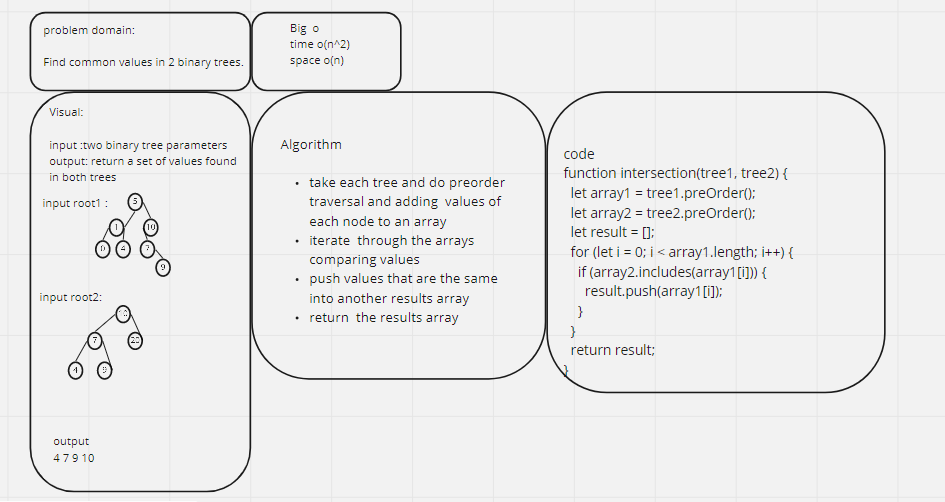 problem domain:
Find common values in 2 binary trees.
Big o
time o(n^2)
space o(n)
Visual:
input :two binary tree parameters
output: return a set of values found
in both trees
input root1 :
5
1 10
0 4 7
9
input root2:
10
7 20
4 9
output
4 7 9 10
Algorithm
• take each tree and do preorder
traversal and adding values of
each node to an array
• iterate through the arrays
comparing values
• push values that are the same
into another results array
• return the results array
code
function intersection(tree1, tree2) {
let array1 = tree1.preOrder();
let array2 = tree2.preOrder();
let result = [];
for (let i = 0; i < array1.length; i++) {
if (array2.includes(array1[i])) {
result.push(array1[i]);
}
}
return result;
}